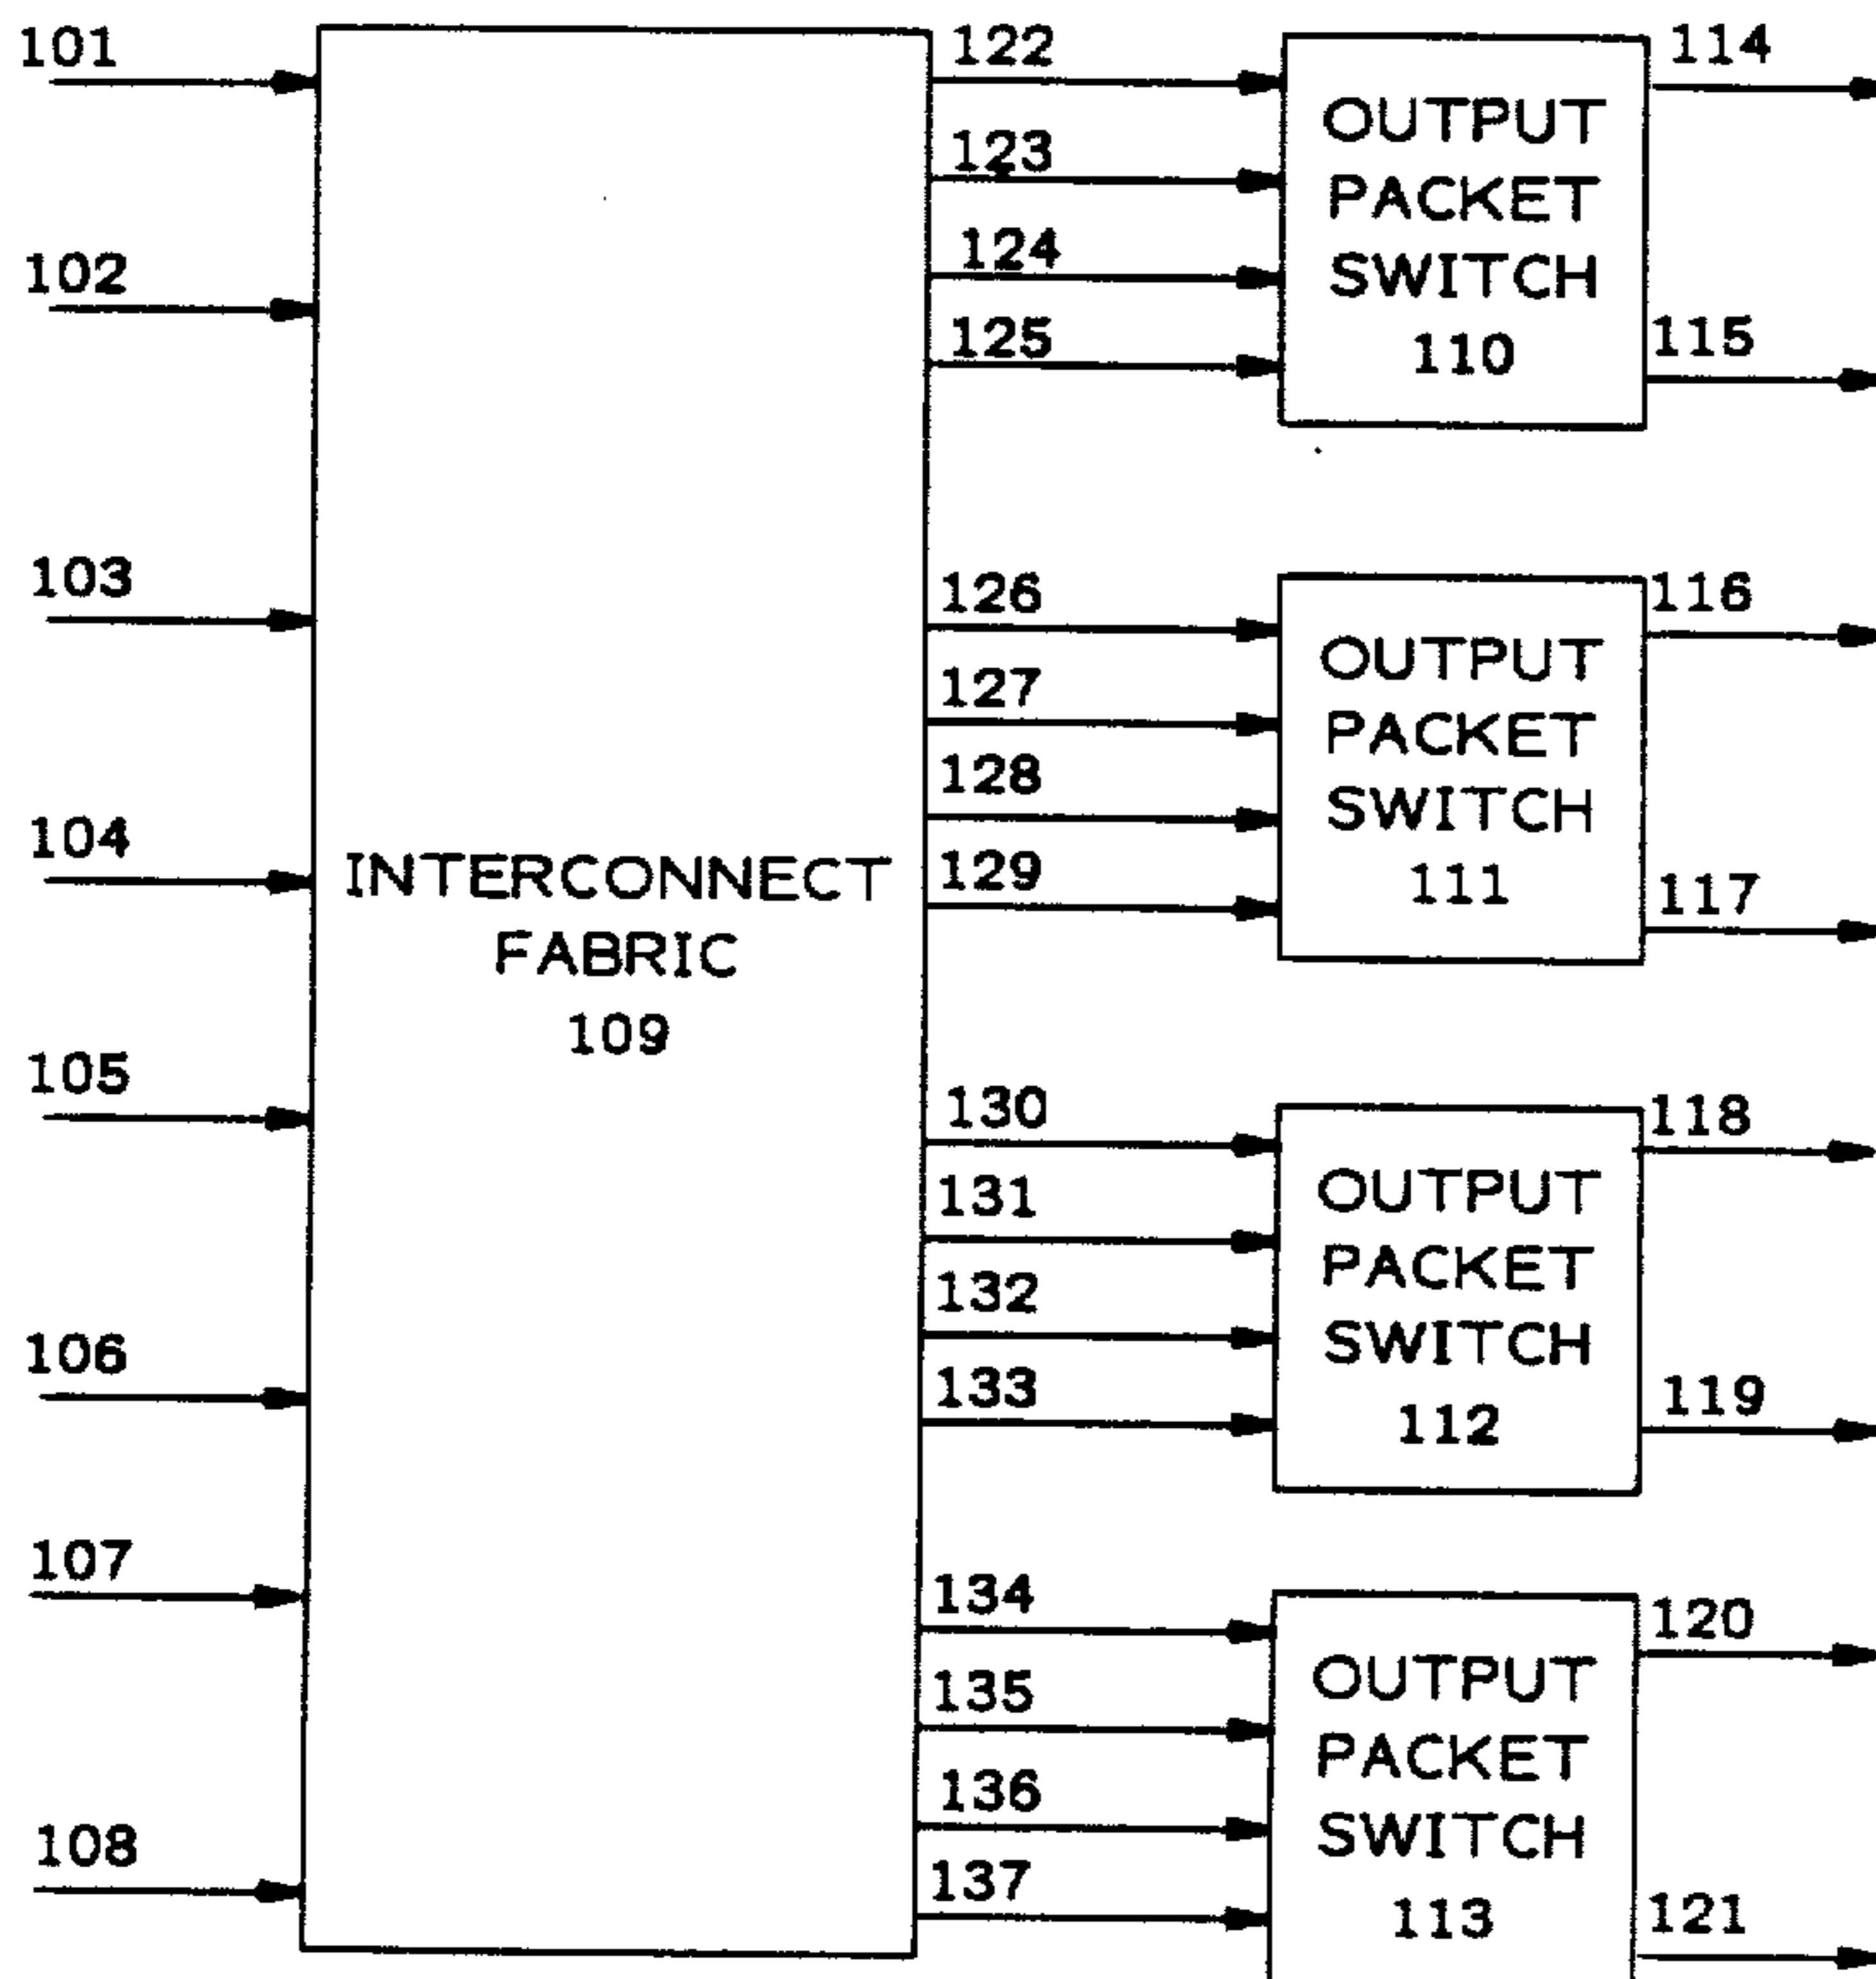 101
102
103
104
105
106
107
108
INTERCONNECT
FABRIC
109
122
123
124
125
126
127
128
129
130
131
132
133
134
135
136
137
OUTPUT
PACKET
SWITCH
110
OUTPUT
PACKET
SWITCH
111
OUTPUT
PACKET
SWITCH
112
OUTPUT
PACKET
SWITCH
113
114
115
116
117
118
119
120
121